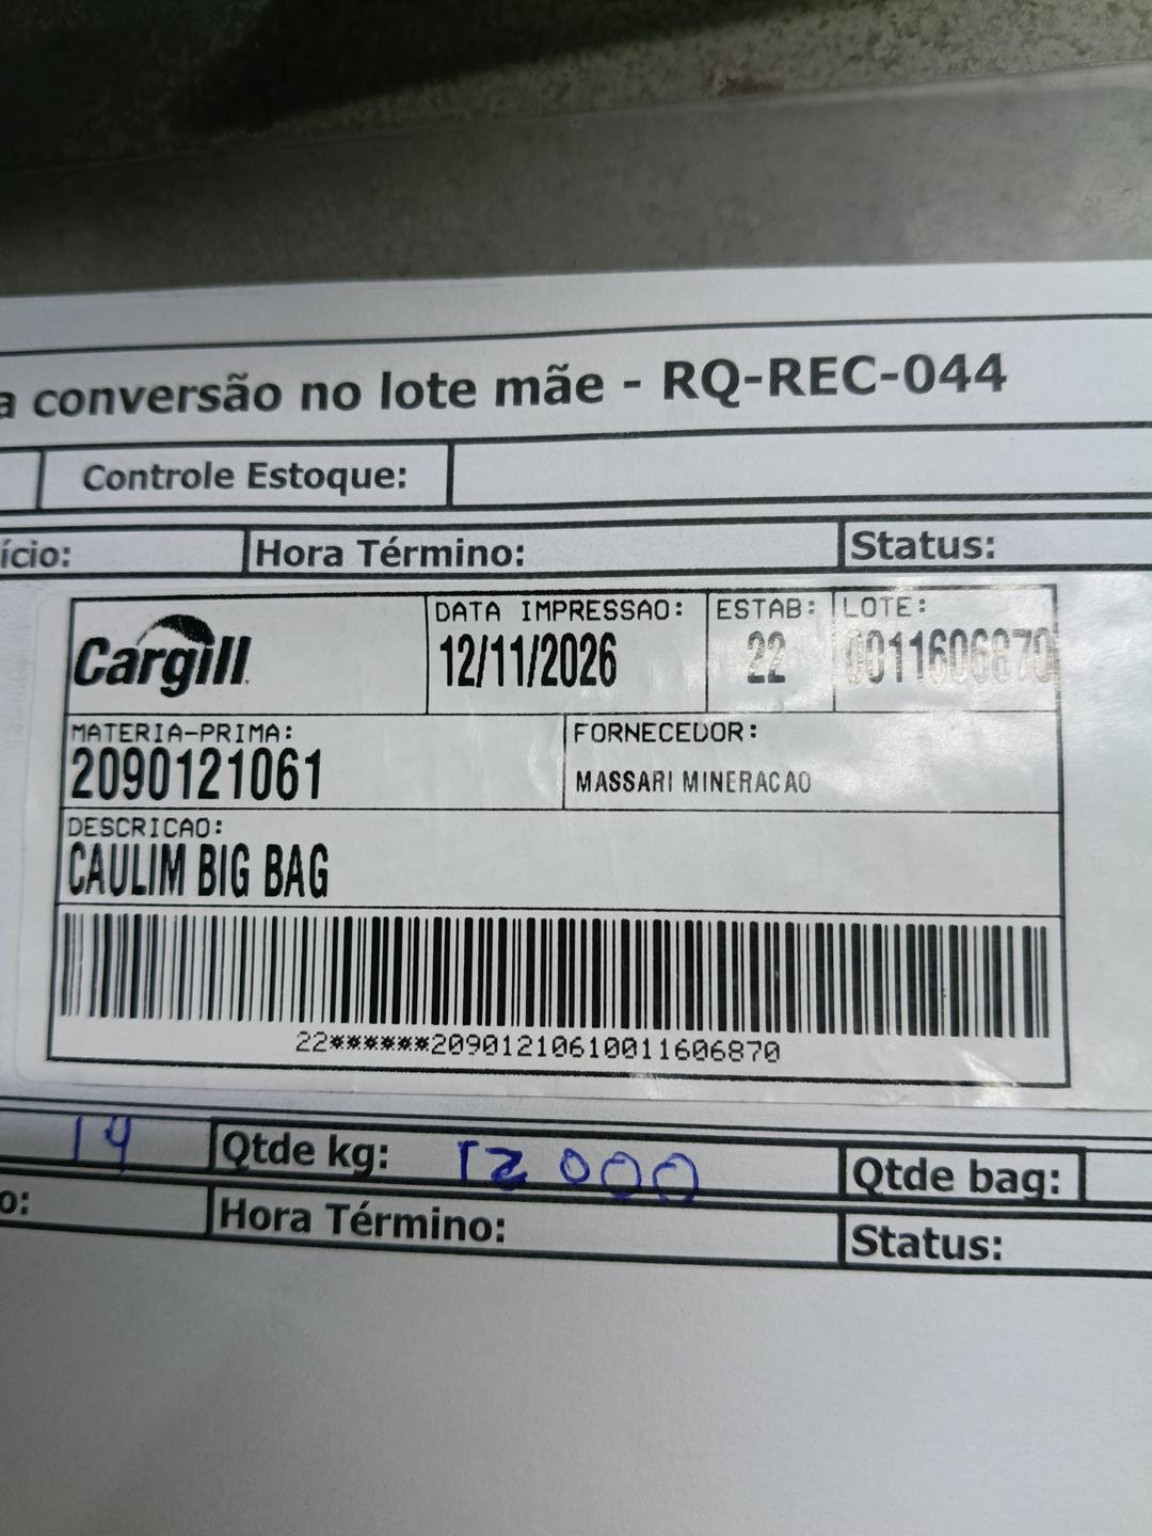 a conversão no lote mãe - RQ-REC-044
Controle Estoque:
ício: Hora Término: Status:
Cargill
DATA IMPRESSAO: ESTAB: LOTE:
12/11/2026 22 0011606870
MATERIA-PRIMA: FORNECEDOR:
2090121061 MASSARI MINERACAO
DESCRICAO:
CAULIM BIG BAG
22******20901210610011606870
14 Qtde kg: 12 000 Qtde bag:
o: Hora Término: Status: